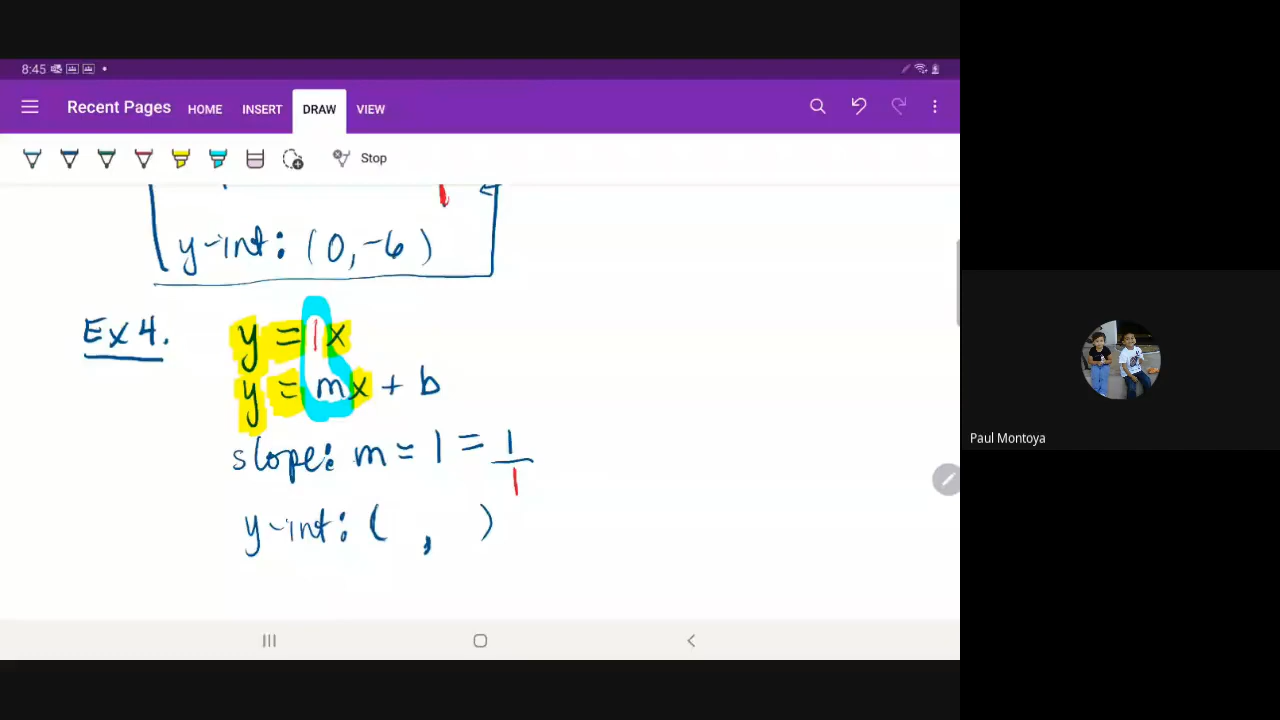 8:45
Recent Pages HOME INSERT DRAW VIEW
Stop
y-int: (0, -6)
Ex 4. y = 1x
y = mx + b
slope: m = 1 = 1/1
y-int: ( , )
Paul Montoya